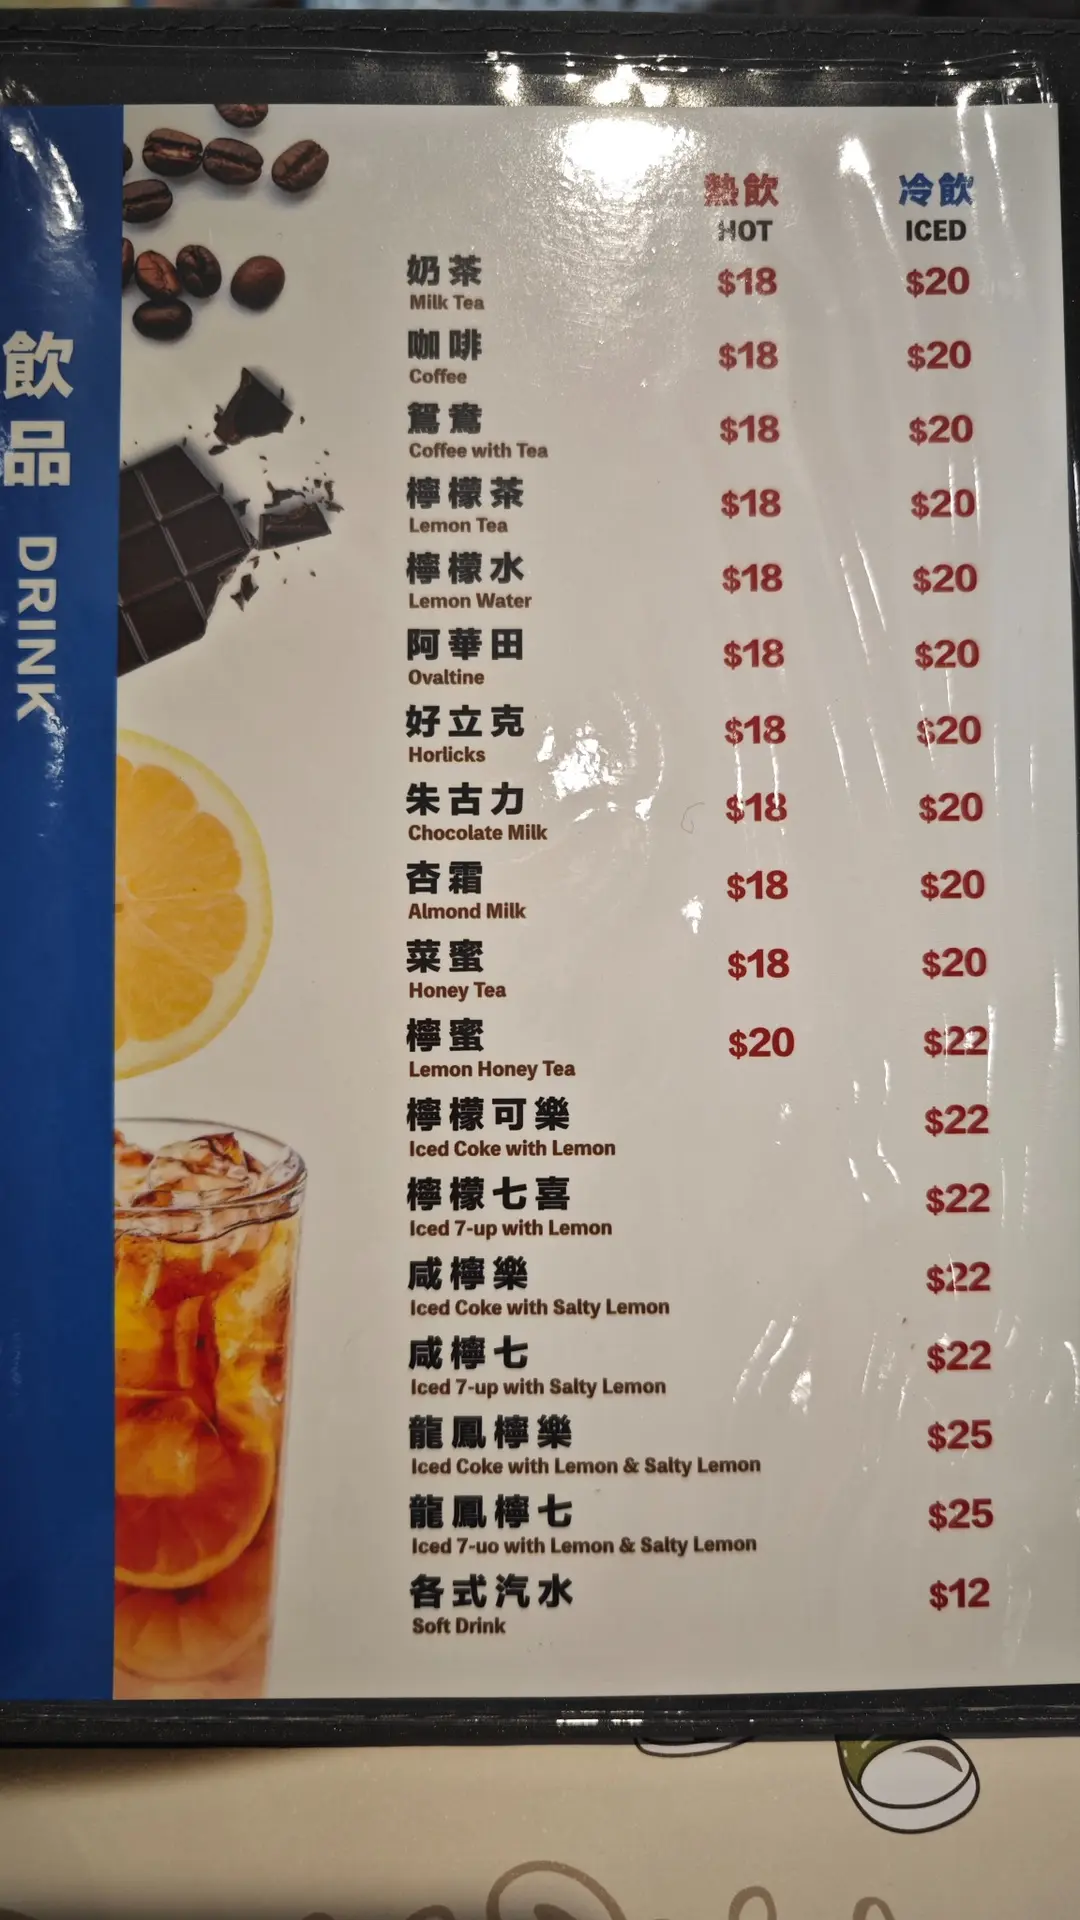 飲品 DRINK
熱飲 冷飲
HOT ICED
奶茶 $18 $20
Milk Tea
咖啡 $18 $20
Coffee
鴛鴦 $18 $20
Coffee with Tea
檸檬茶 $18 $20
Lemon Tea
檸檬水 $18 $20
Lemon Water
阿華田 $18 $20
Ovaltine
好立克 $18 $20
Horlicks
朱古力 $18 $20
Chocolate Milk
杏霜 $18 $20
Almond Milk
菜蜜 $18 $20
Honey Tea
檸蜜 $20 $22
Lemon Honey Tea
檸檬可樂 $22
Iced Coke with Lemon
檸檬七喜 $22
Iced 7-up with Lemon
咸檸樂 $22
Iced Coke with Salty Lemon
咸檸七 $22
Iced 7-up with Salty Lemon
龍鳳檸樂 $25
Iced Coke with Lemon & Salty Lemon
龍鳳檸七 $25
Iced 7-uo with Lemon & Salty Lemon
各式汽水 $12
Soft Drink